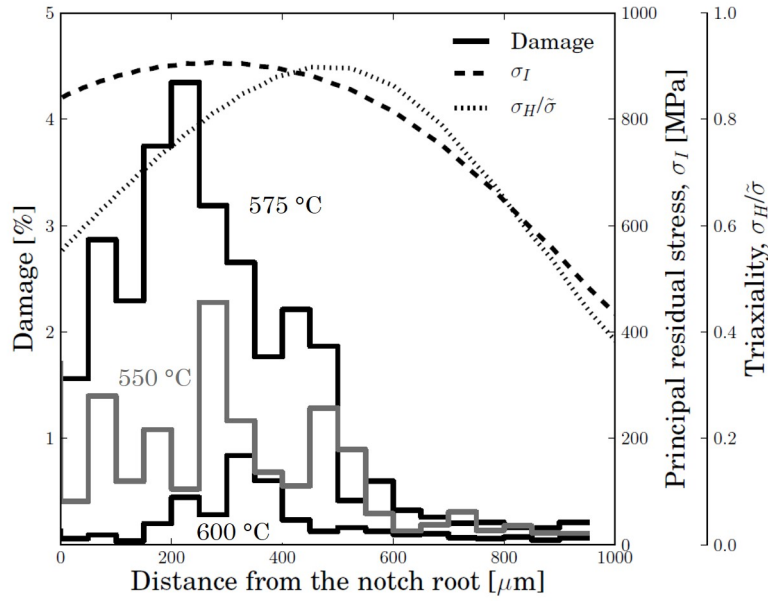 5
4
3
2
1
0
200
400
600
800
1000
Damage [%]
Distance from the notch root [μm]
Damage
σ_I
σ_H/σ̃
575 °C
550 °C
600 °C
1000
800
600
400
200
0
Principal residual stress, σ_I [MPa]
1.0
0.8
0.6
0.4
0.2
0.0
Triaxiality, σ_H/σ̃